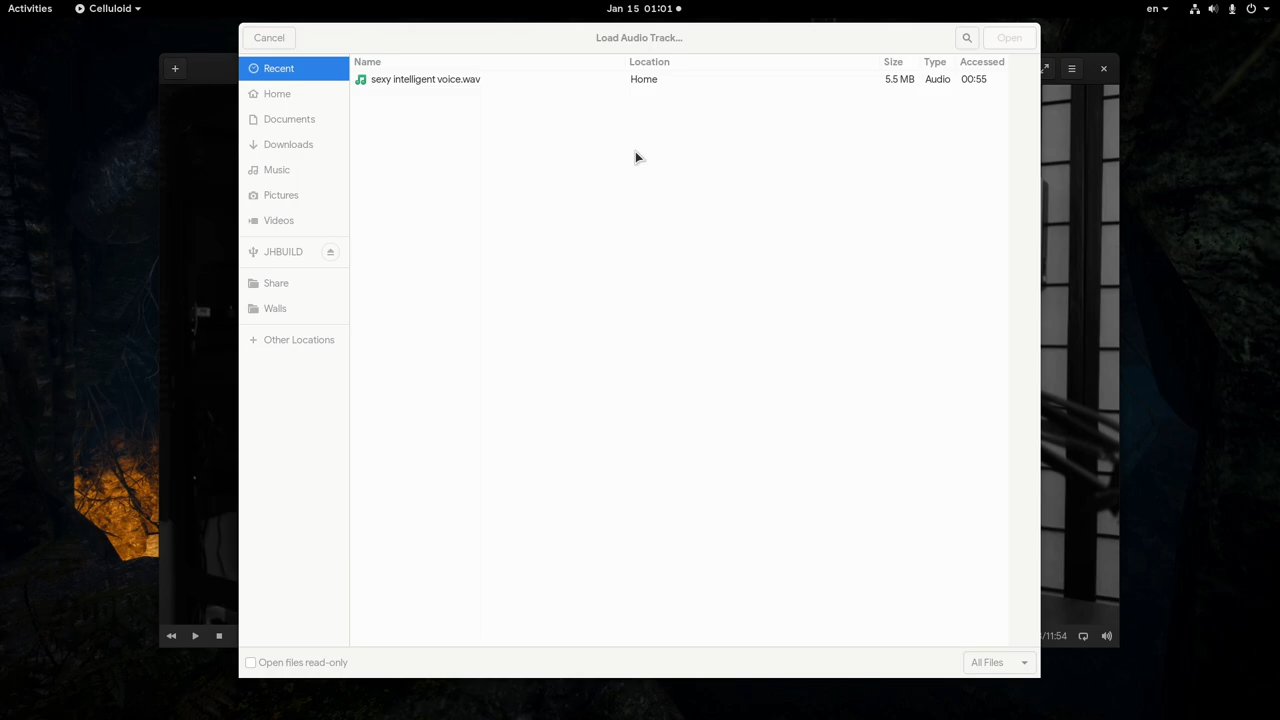 Activities Celluloid Jan 15 01:01 en
Cancel Load Audio Track... Open
Recent
Home
Documents
Downloads
Music
Pictures
Videos
JHBUILD
Share
Walls
Other Locations
Name Location Size Type Accessed
sexy intelligent voice.wav Home 5.5 MB Audio 00:55
/11:54
Open files read-only All Files